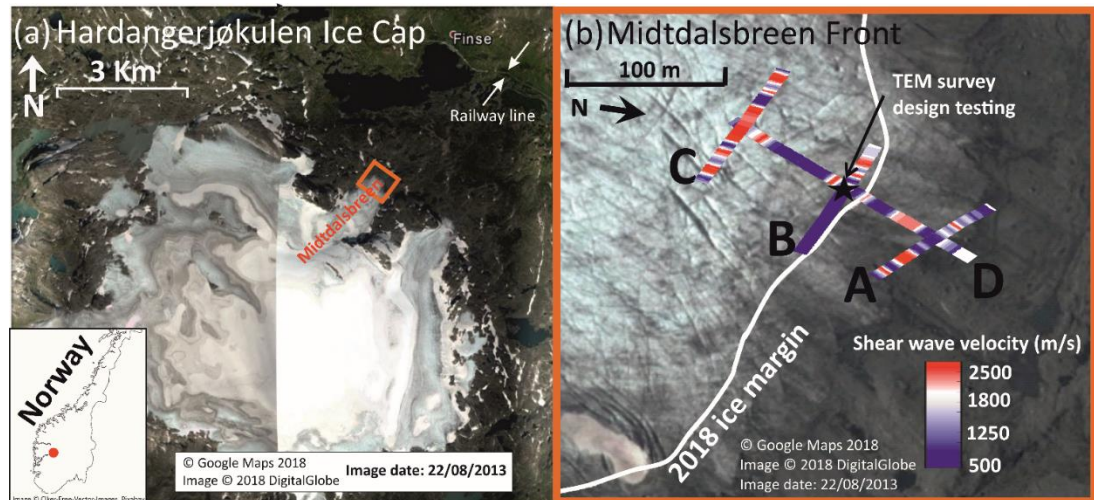 (a) Hardangerjøkulen Ice Cap
3 Km
N
Finse
Railway line
Midtdalsbreen
Norway
© Google Maps 2018
Image © 2018 DigitalGlobe
Image date: 22/08/2013
(b) Midtdalsbreen Front
100 m
N
TEM survey
design testing
C
B
A
D
2018 ice margin
Shear wave velocity (m/s)
2500
1800
1250
500
© Google Maps 2018
Image © 2018 DigitalGlobe
Image date: 22/08/2013